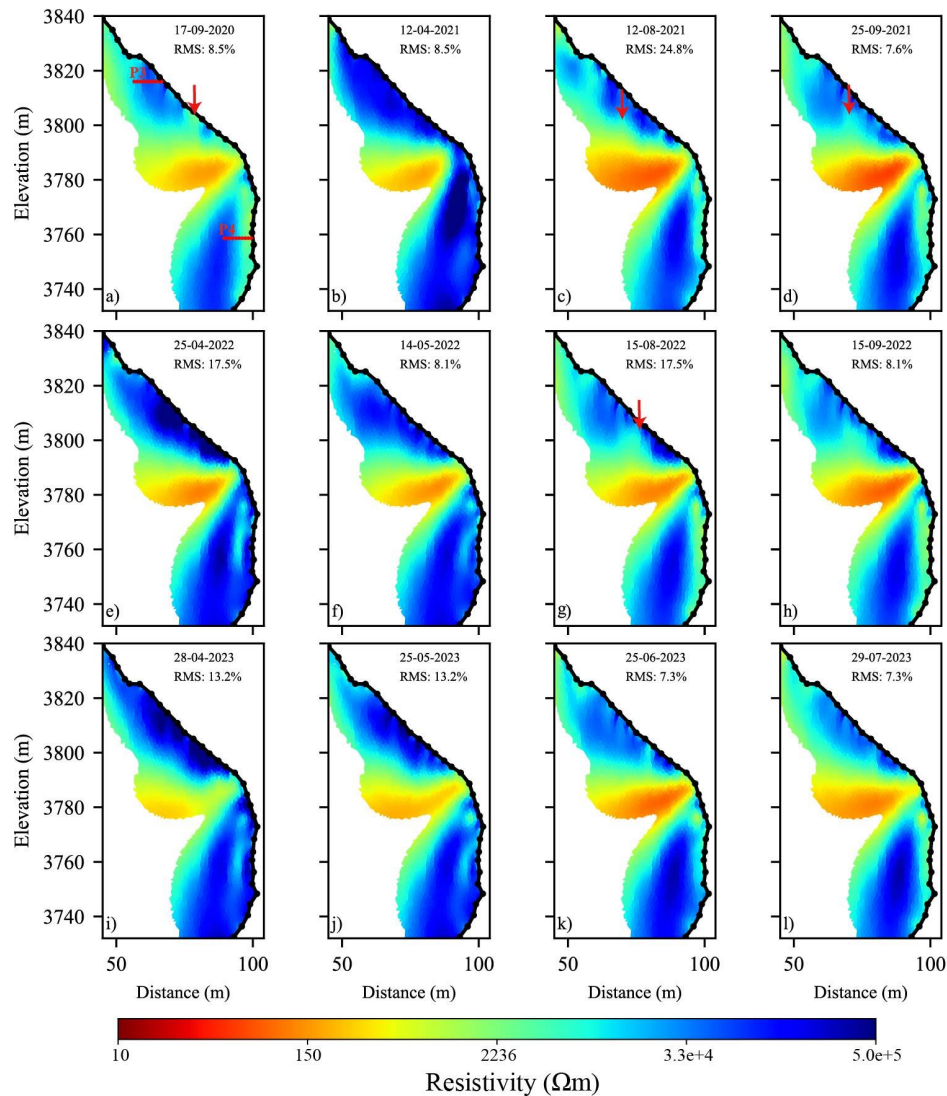 3840
3820
3800
3780
3760
3740
Elevation (m)
17-09-2020
RMS: 8.5%
P3
P4
a)
12-04-2021
RMS: 8.5%
b)
12-08-2021
RMS: 24.8%
c)
25-09-2021
RMS: 7.6%
d)
3840
3820
3800
3780
3760
3740
Elevation (m)
25-04-2022
RMS: 17.5%
e)
14-05-2022
RMS: 8.1%
f)
15-08-2022
RMS: 17.5%
g)
15-09-2022
RMS: 8.1%
h)
3840
3820
3800
3780
3760
3740
Elevation (m)
28-04-2023
RMS: 13.2%
i)
25-05-2023
RMS: 13.2%
j)
25-06-2023
RMS: 7.3%
k)
29-07-2023
RMS: 7.3%
l)
50 100 50 100 50 100 50 100
Distance (m) Distance (m) Distance (m) Distance (m)
10 150 2236 3.3e+4 5.0e+5
Resistivity (Ωm)